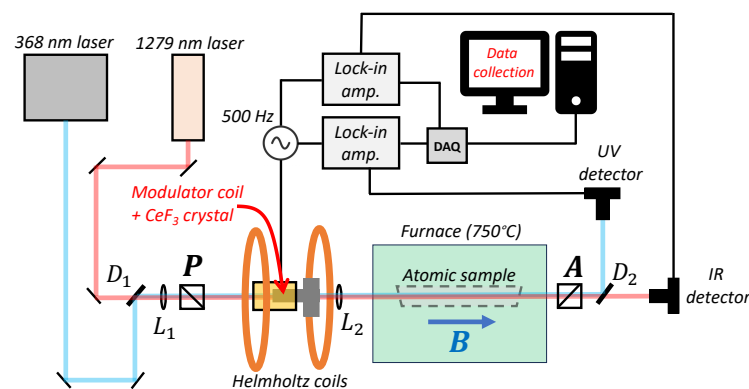 368 nm laser
1279 nm laser
Lock-in
amp.
Data
collection
500 Hz
Lock-in
amp.
DAQ
UV
detector
Modulator coil
+ CeF₃ crystal
Furnace (750°C)
D₁
P
Atomic sample
A
D₂
IR
detector
L₁
L₂
B
Helmholtz coils